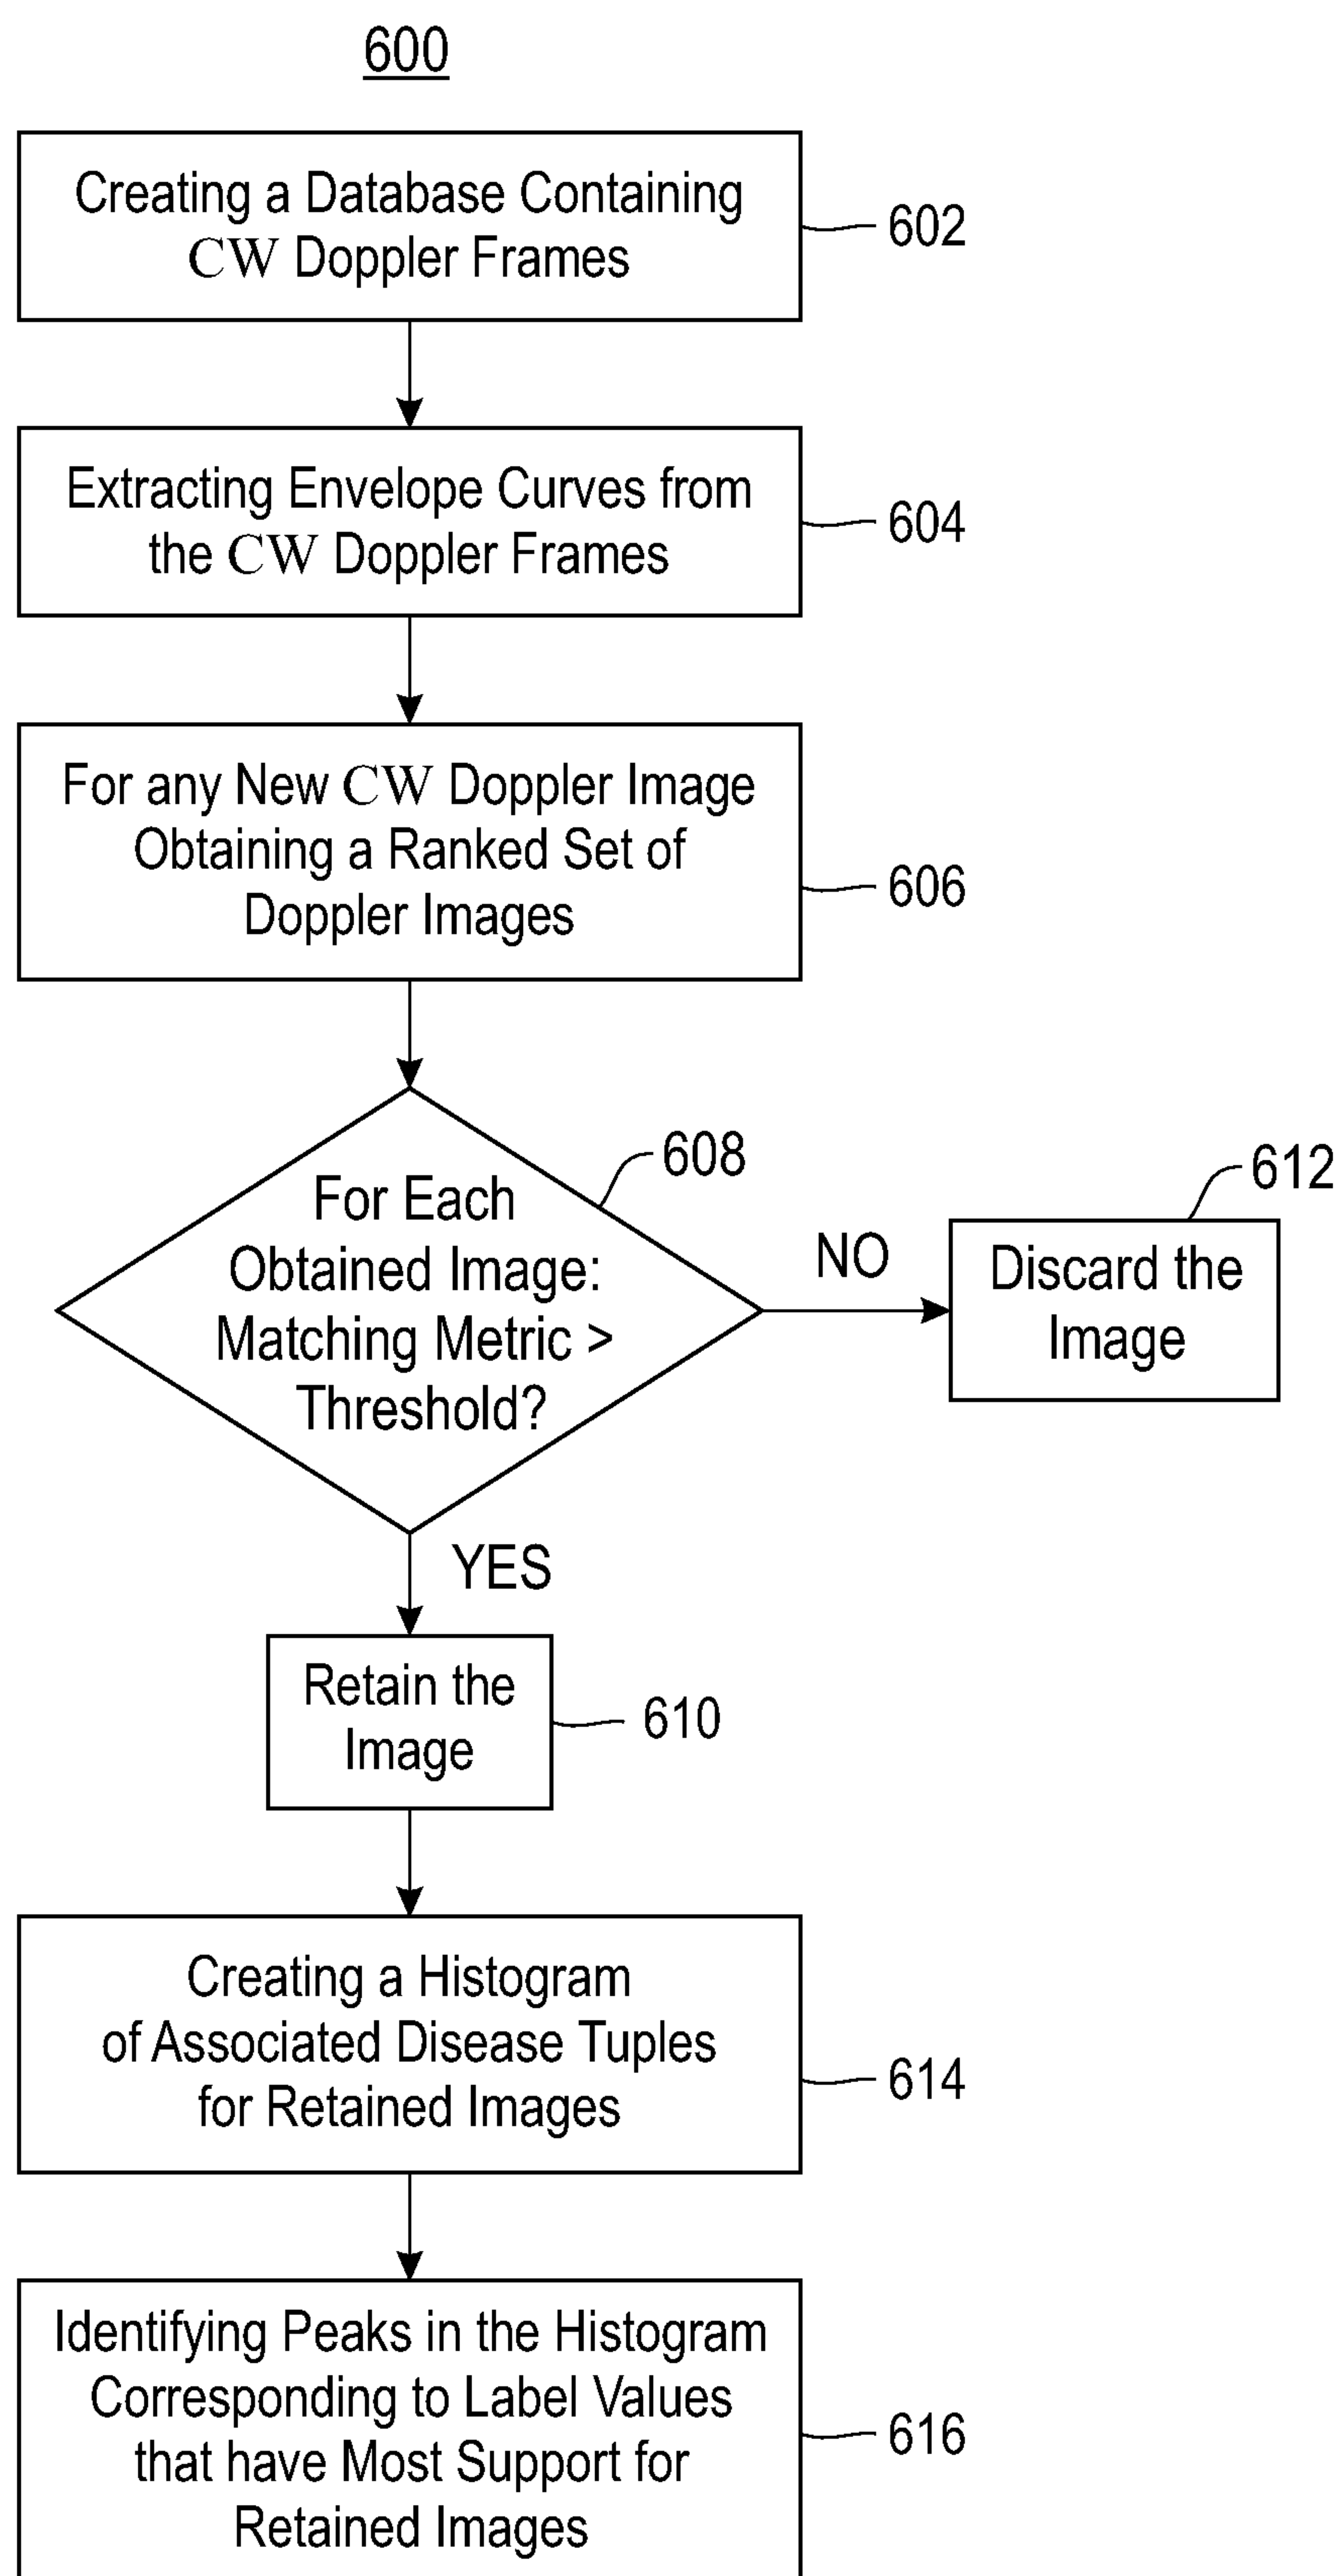 600
Creating a Database Containing
CW Doppler Frames
602
Extracting Envelope Curves from
the CW Doppler Frames
604
For any New CW Doppler Image
Obtaining a Ranked Set of
Doppler Images
606
For Each
Obtained Image:
Matching Metric >
Threshold?
608
NO
612
Discard the
Image
YES
Retain the
Image
610
Creating a Histogram
of Associated Disease Tuples
for Retained Images
614
Identifying Peaks in the Histogram
Corresponding to Label Values
that have Most Support for
Retained Images
616